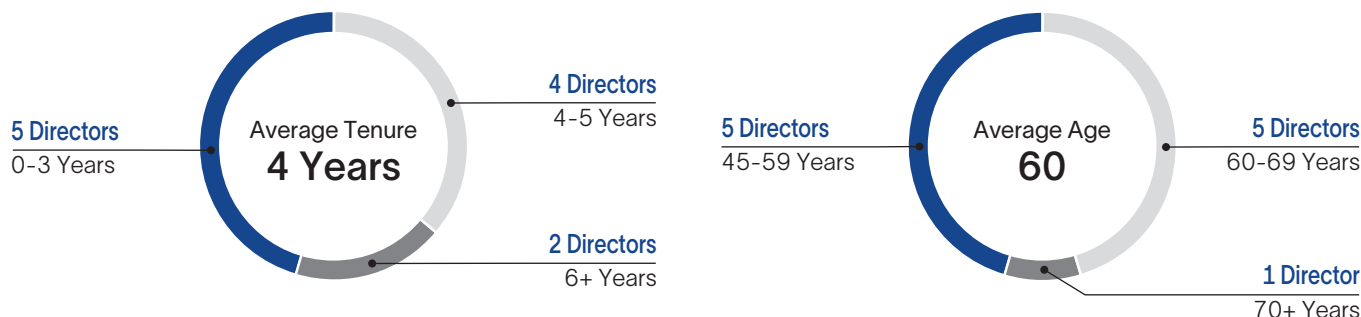 5 Directors
0-3 Years
Average Tenure
4 Years
4 Directors
4-5 Years
2 Directors
6+ Years
5 Directors
45-59 Years
Average Age
60
5 Directors
60-69 Years
1 Director
70+ Years